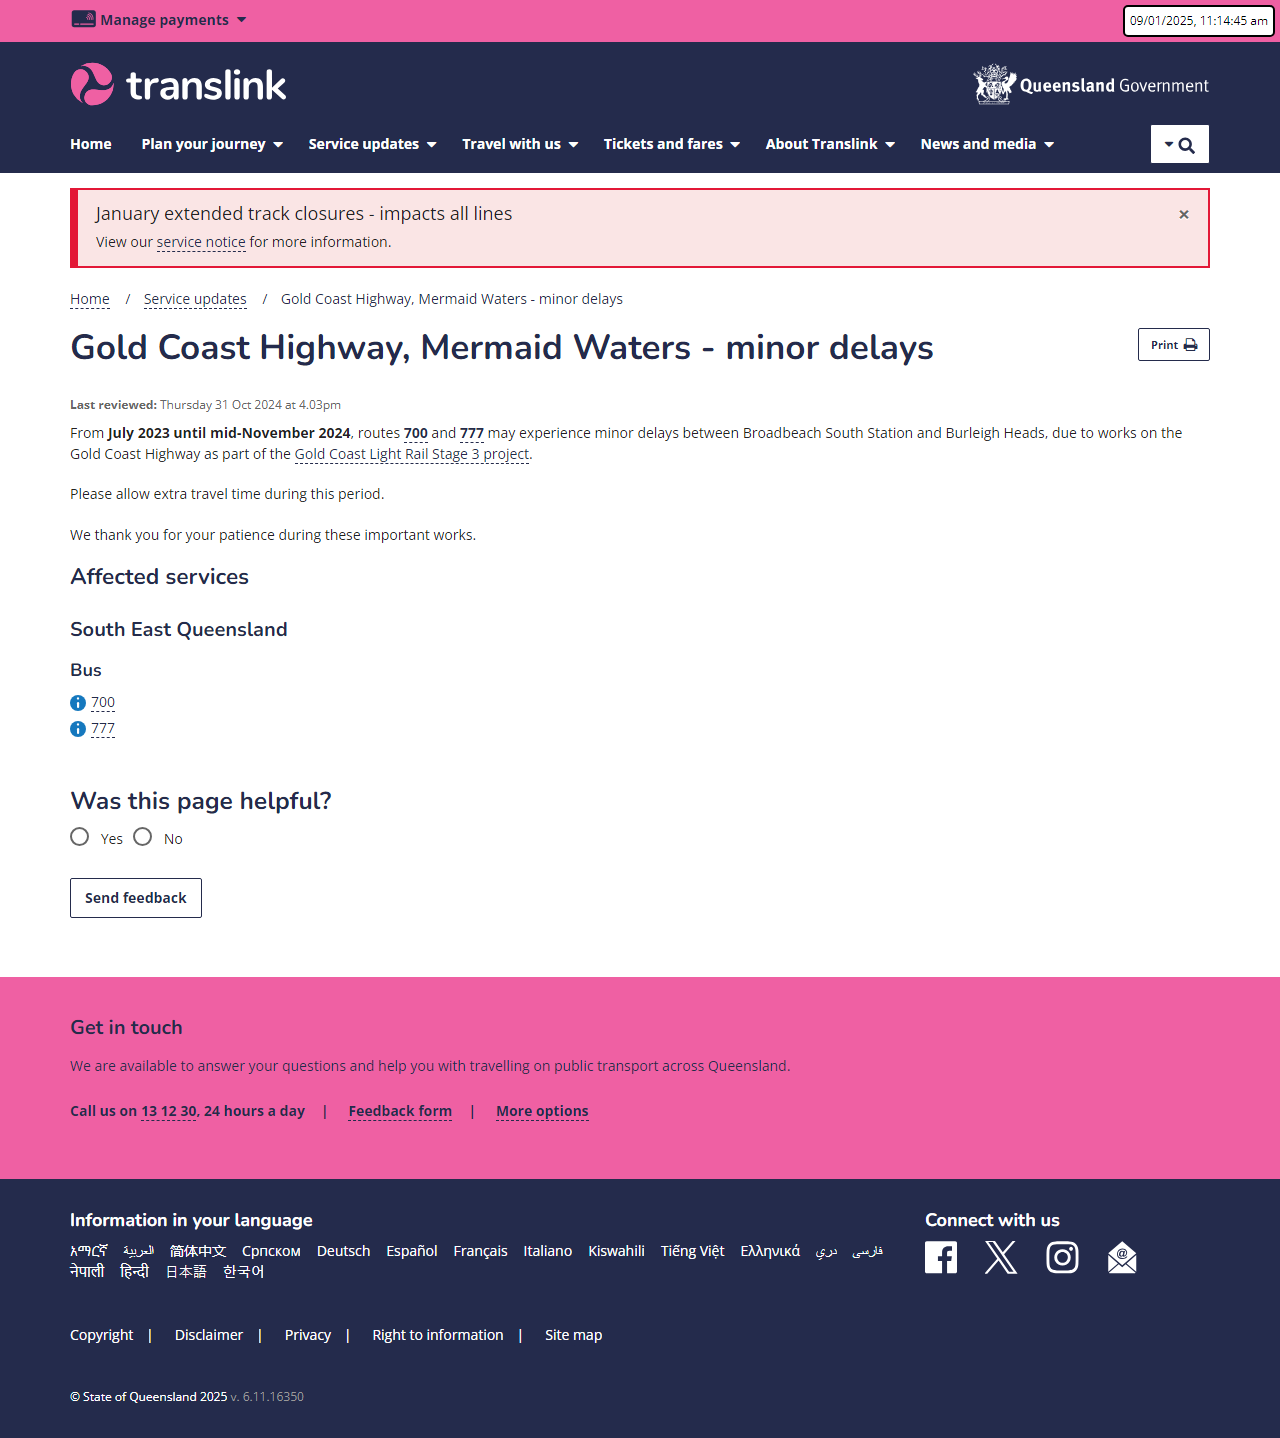 Manage payments
09/01/2025, 11:14:45 am
translink
Queensland Government
Home Plan your journey Service updates Travel with us Tickets and fares About Translink News and media
January extended track closures - impacts all lines
×
View our service notice for more information.
Home / Service updates / Gold Coast Highway, Mermaid Waters - minor delays
Gold Coast Highway, Mermaid Waters - minor delays
Print
Last reviewed: Thursday 31 Oct 2024 at 4.03pm
From July 2023 until mid-November 2024, routes 700 and 777 may experience minor delays between Broadbeach South Station and Burleigh Heads, due to works on the
Gold Coast Highway as part of the Gold Coast Light Rail Stage 3 project.
Please allow extra travel time during this period.
We thank you for your patience during these important works.
Affected services
South East Queensland
Bus
700
777
Was this page helpful?
Yes No
Send feedback
Get in touch
We are available to answer your questions and help you with travelling on public transport across Queensland.
Call us on 13 12 30, 24 hours a day | Feedback form | More options
Information in your language
Connect with us
አማርኛ العربية 简体中文 Српском Deutsch Español Français Italiano Kiswahili Tiếng Việt Ελληνικά دری فارسی
नेपाली हिन्दी 日本語 한국어
Copyright | Disclaimer | Privacy | Right to information | Site map
© State of Queensland 2025 v. 6.11.16350